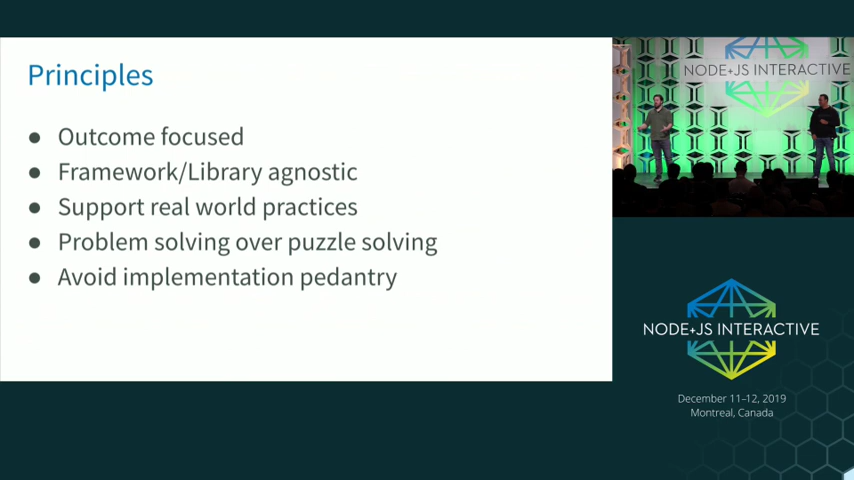 Principles
● Outcome focused
● Framework/Library agnostic
● Support real world practices
● Problem solving over puzzle solving
● Avoid implementation pedantry
NODE+JS INTERACTIVE
NODE+JS INTERACTIVE
December 11–12, 2019
Montreal, Canada